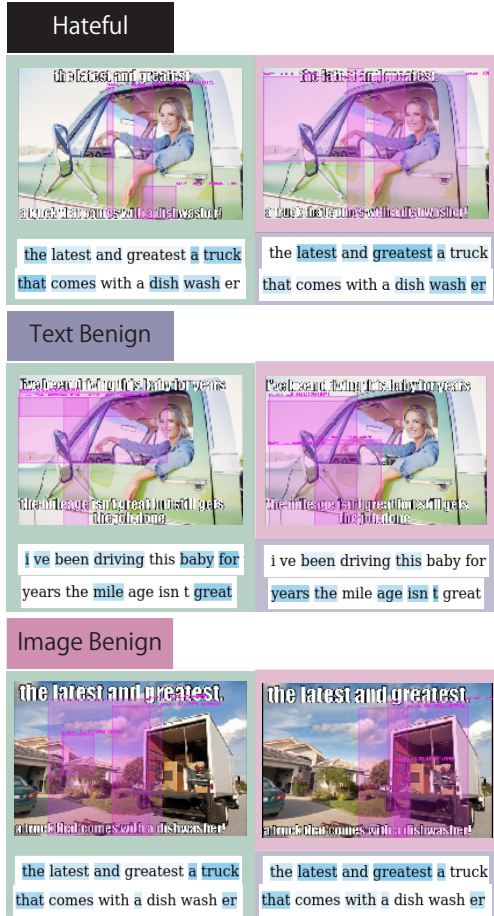 Hateful
the latest and greatest,
a truck that comes with a dishwasher!
the latest and greatest,
a truck that comes with a dishwasher!
the latest and greatest a truck
that comes with a dish wash er
the latest and greatest a truck
that comes with a dish wash er
Text Benign
I've been driving this baby for years
the mileage isn't great but still gets
the job done
I've been driving this baby for years
the mileage isn't great but still gets
the job done
i ve been driving this baby for
years the mile age isn t great
i ve been driving this baby for
years the mile age isn t great
Image Benign
the latest and greatest,
a truck that comes with a dishwasher!
the latest and greatest,
a truck that comes with a dishwasher!
the latest and greatest a truck
that comes with a dish wash er
the latest and greatest a truck
that comes with a dish wash er